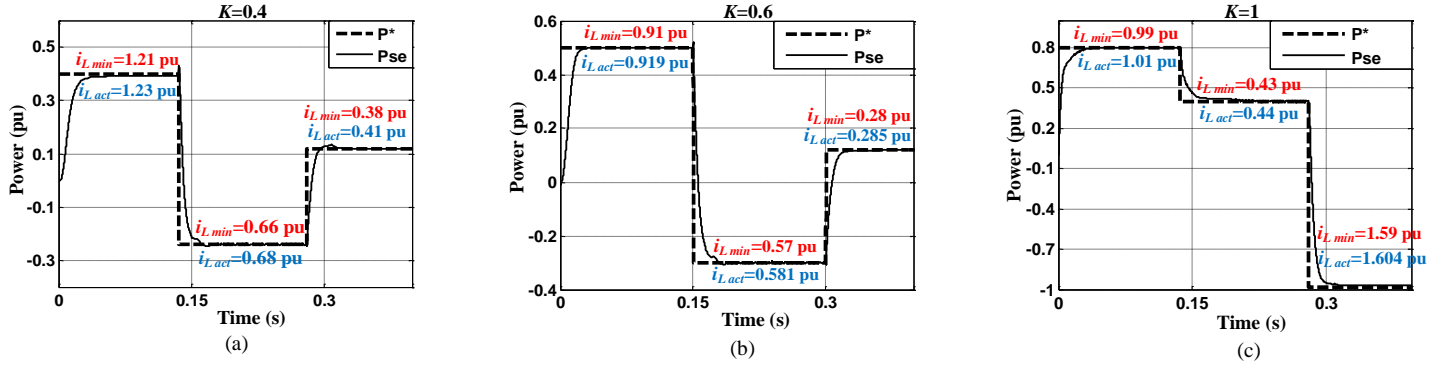 K=0.4
P*
Pse
i_L min=1.21 pu
i_L act=1.23 pu
i_L min=0.38 pu
i_L act=0.41 pu
i_L min=0.66 pu
i_L act=0.68 pu
Power (pu)
0.5
0.3
0.1
-0.1
-0.3
0
0.15
0.3
Time (s)
(a)
K=0.6
P*
Pse
i_L min=0.91 pu
i_L act=0.919 pu
i_L min=0.28 pu
i_L act=0.285 pu
i_L min=0.57 pu
i_L act=0.581 pu
Power (pu)
0.6
0.4
0.2
0
-0.2
-0.4
0
0.15
0.3
Time (s)
(b)
K=1
P*
Pse
i_L min=0.99 pu
i_L act=1.01 pu
i_L min=0.43 pu
i_L act=0.44 pu
i_L min=1.59 pu
i_L act=1.604 pu
Power (pu)
0.8
0.5
0.2
-0.1
-0.4
-0.7
-1
0
0.15
0.3
Time (s)
(c)